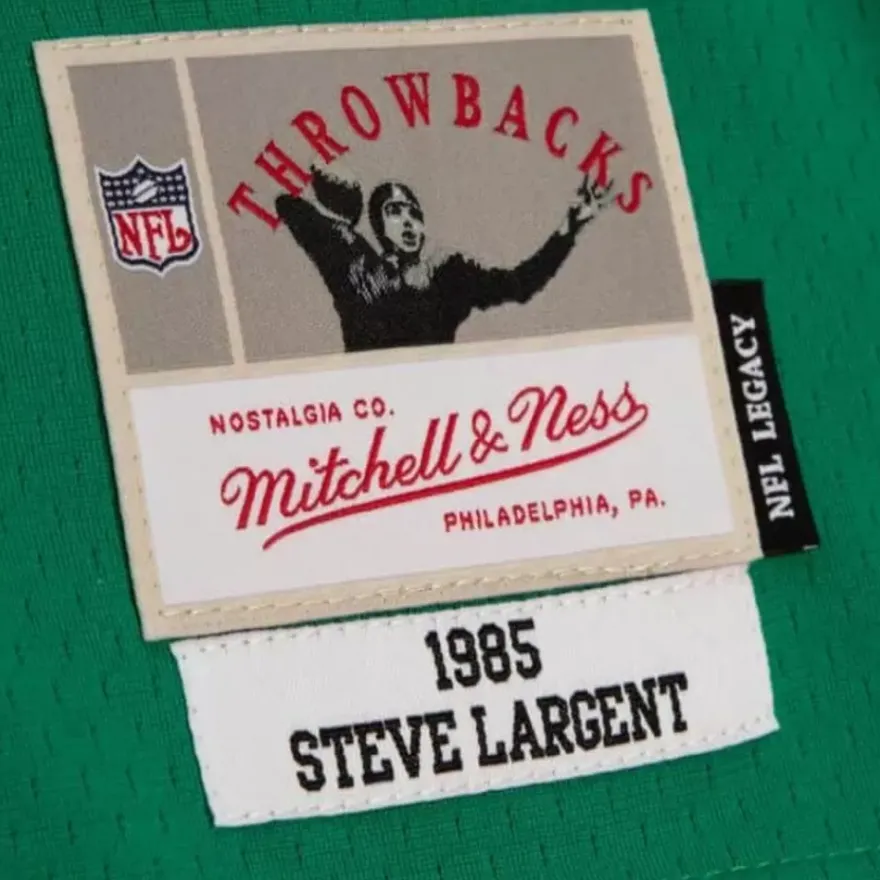 THROWBACKS
NFL
NOSTALGIA CO.
Mitchell & Ness
PHILADELPHIA, PA.
NFL LEGACY
1985
STEVE LARGENT